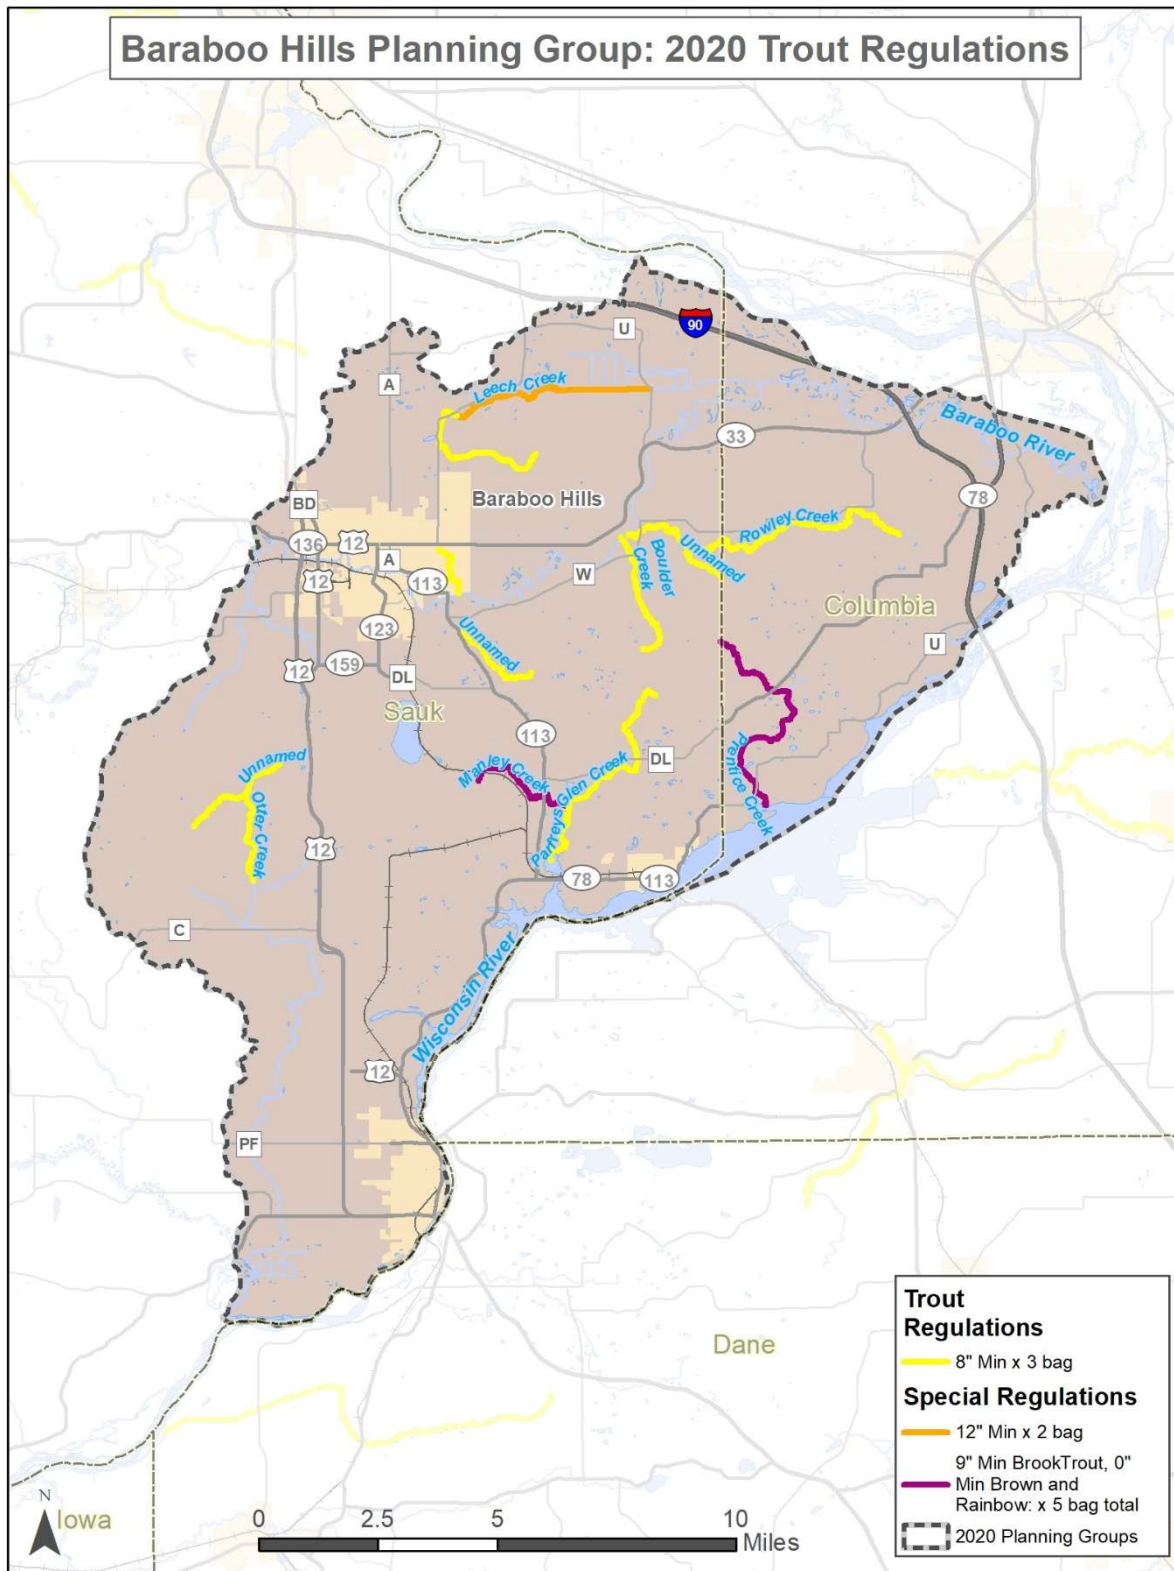 Baraboo Hills Planning Group: 2020 Trout Regulations
90
U
A
Leech Creek
33
Baraboo River
78
Baraboo Hills
BD
136
12
A
12
113
W
Boulder Creek
Unnamed
Rowley Creek
Columbia
123
Unnamed
U
12
159
DL
Sauk
113
Unnamed
Otter Creek
Manley Creek
Parfreys Glen Creek
DL
Prentice Creek
12
78
113
C
Wisconsin River
12
PF
Dane
Iowa
N
0
2.5
5
10
Miles
Trout
Regulations
8" Min x 3 bag
Special Regulations
12" Min x 2 bag
9" Min BrookTrout, 0"
Min Brown and
Rainbow: x 5 bag total
2020 Planning Groups